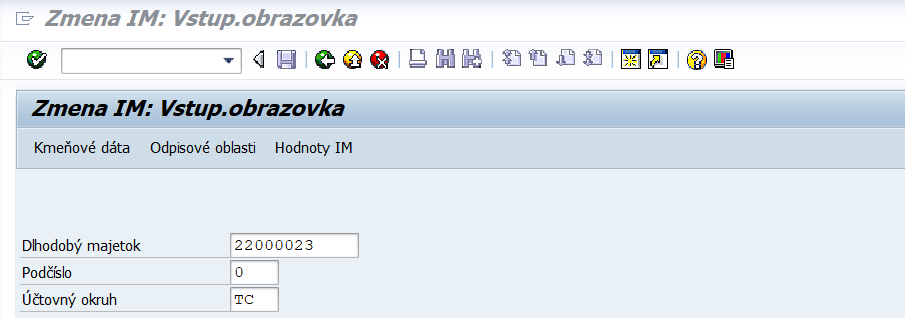 Zmena IM: Vstup.obrazovka
Zmena IM: Vstup.obrazovka
Kmeňové dáta Odpisové oblasti Hodnoty IM
Dlhodobý majetok 22000023
Podčíslo 0
Účtovný okruh TC